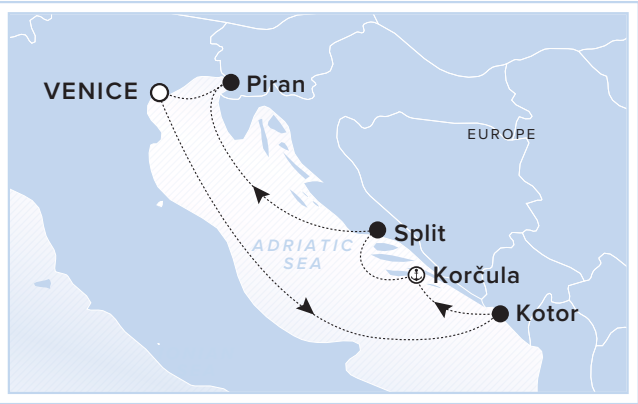 VENICE
Piran
EUROPE
Split
ADRIATIC
SEA
Korčula
Kotor